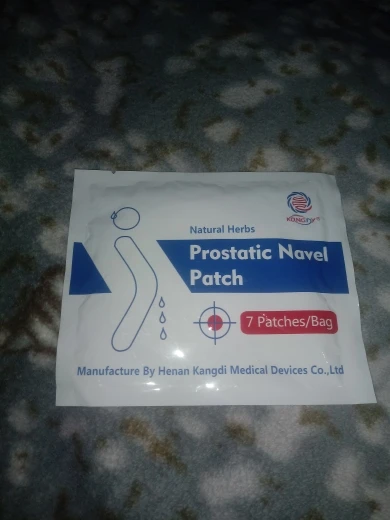 Natural Herbs
Prostatic Navel
Patch
7 Patches/Bag
Manufacture By Henan Kangdi Medical Devices Co.,Ltd